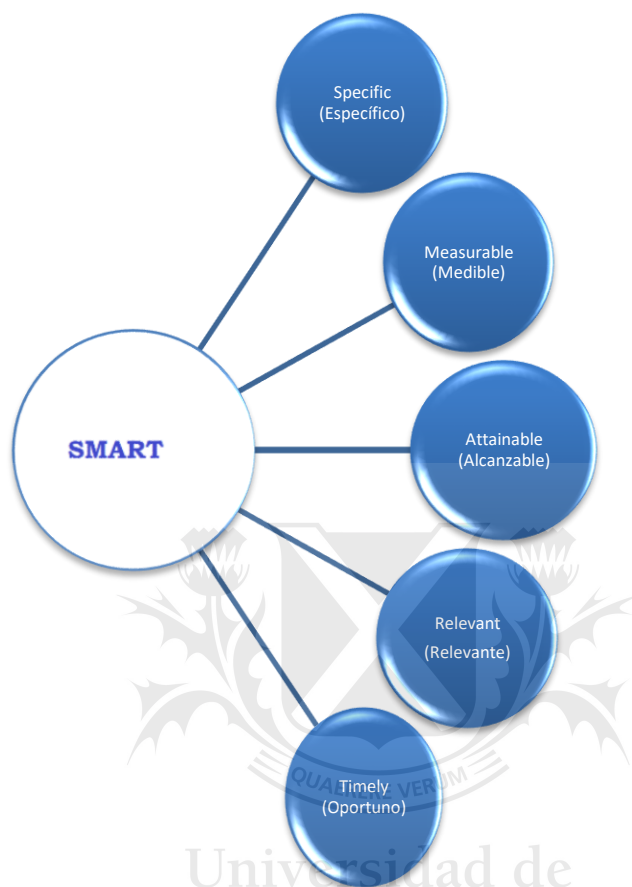 Specific
(Específico)
Measurable
(Medible)
SMART
Attainable
(Alcanzable)
Relevant
(Relevante)
Timely
(Oportuno)
QUAERERE VERUM
Universidad de